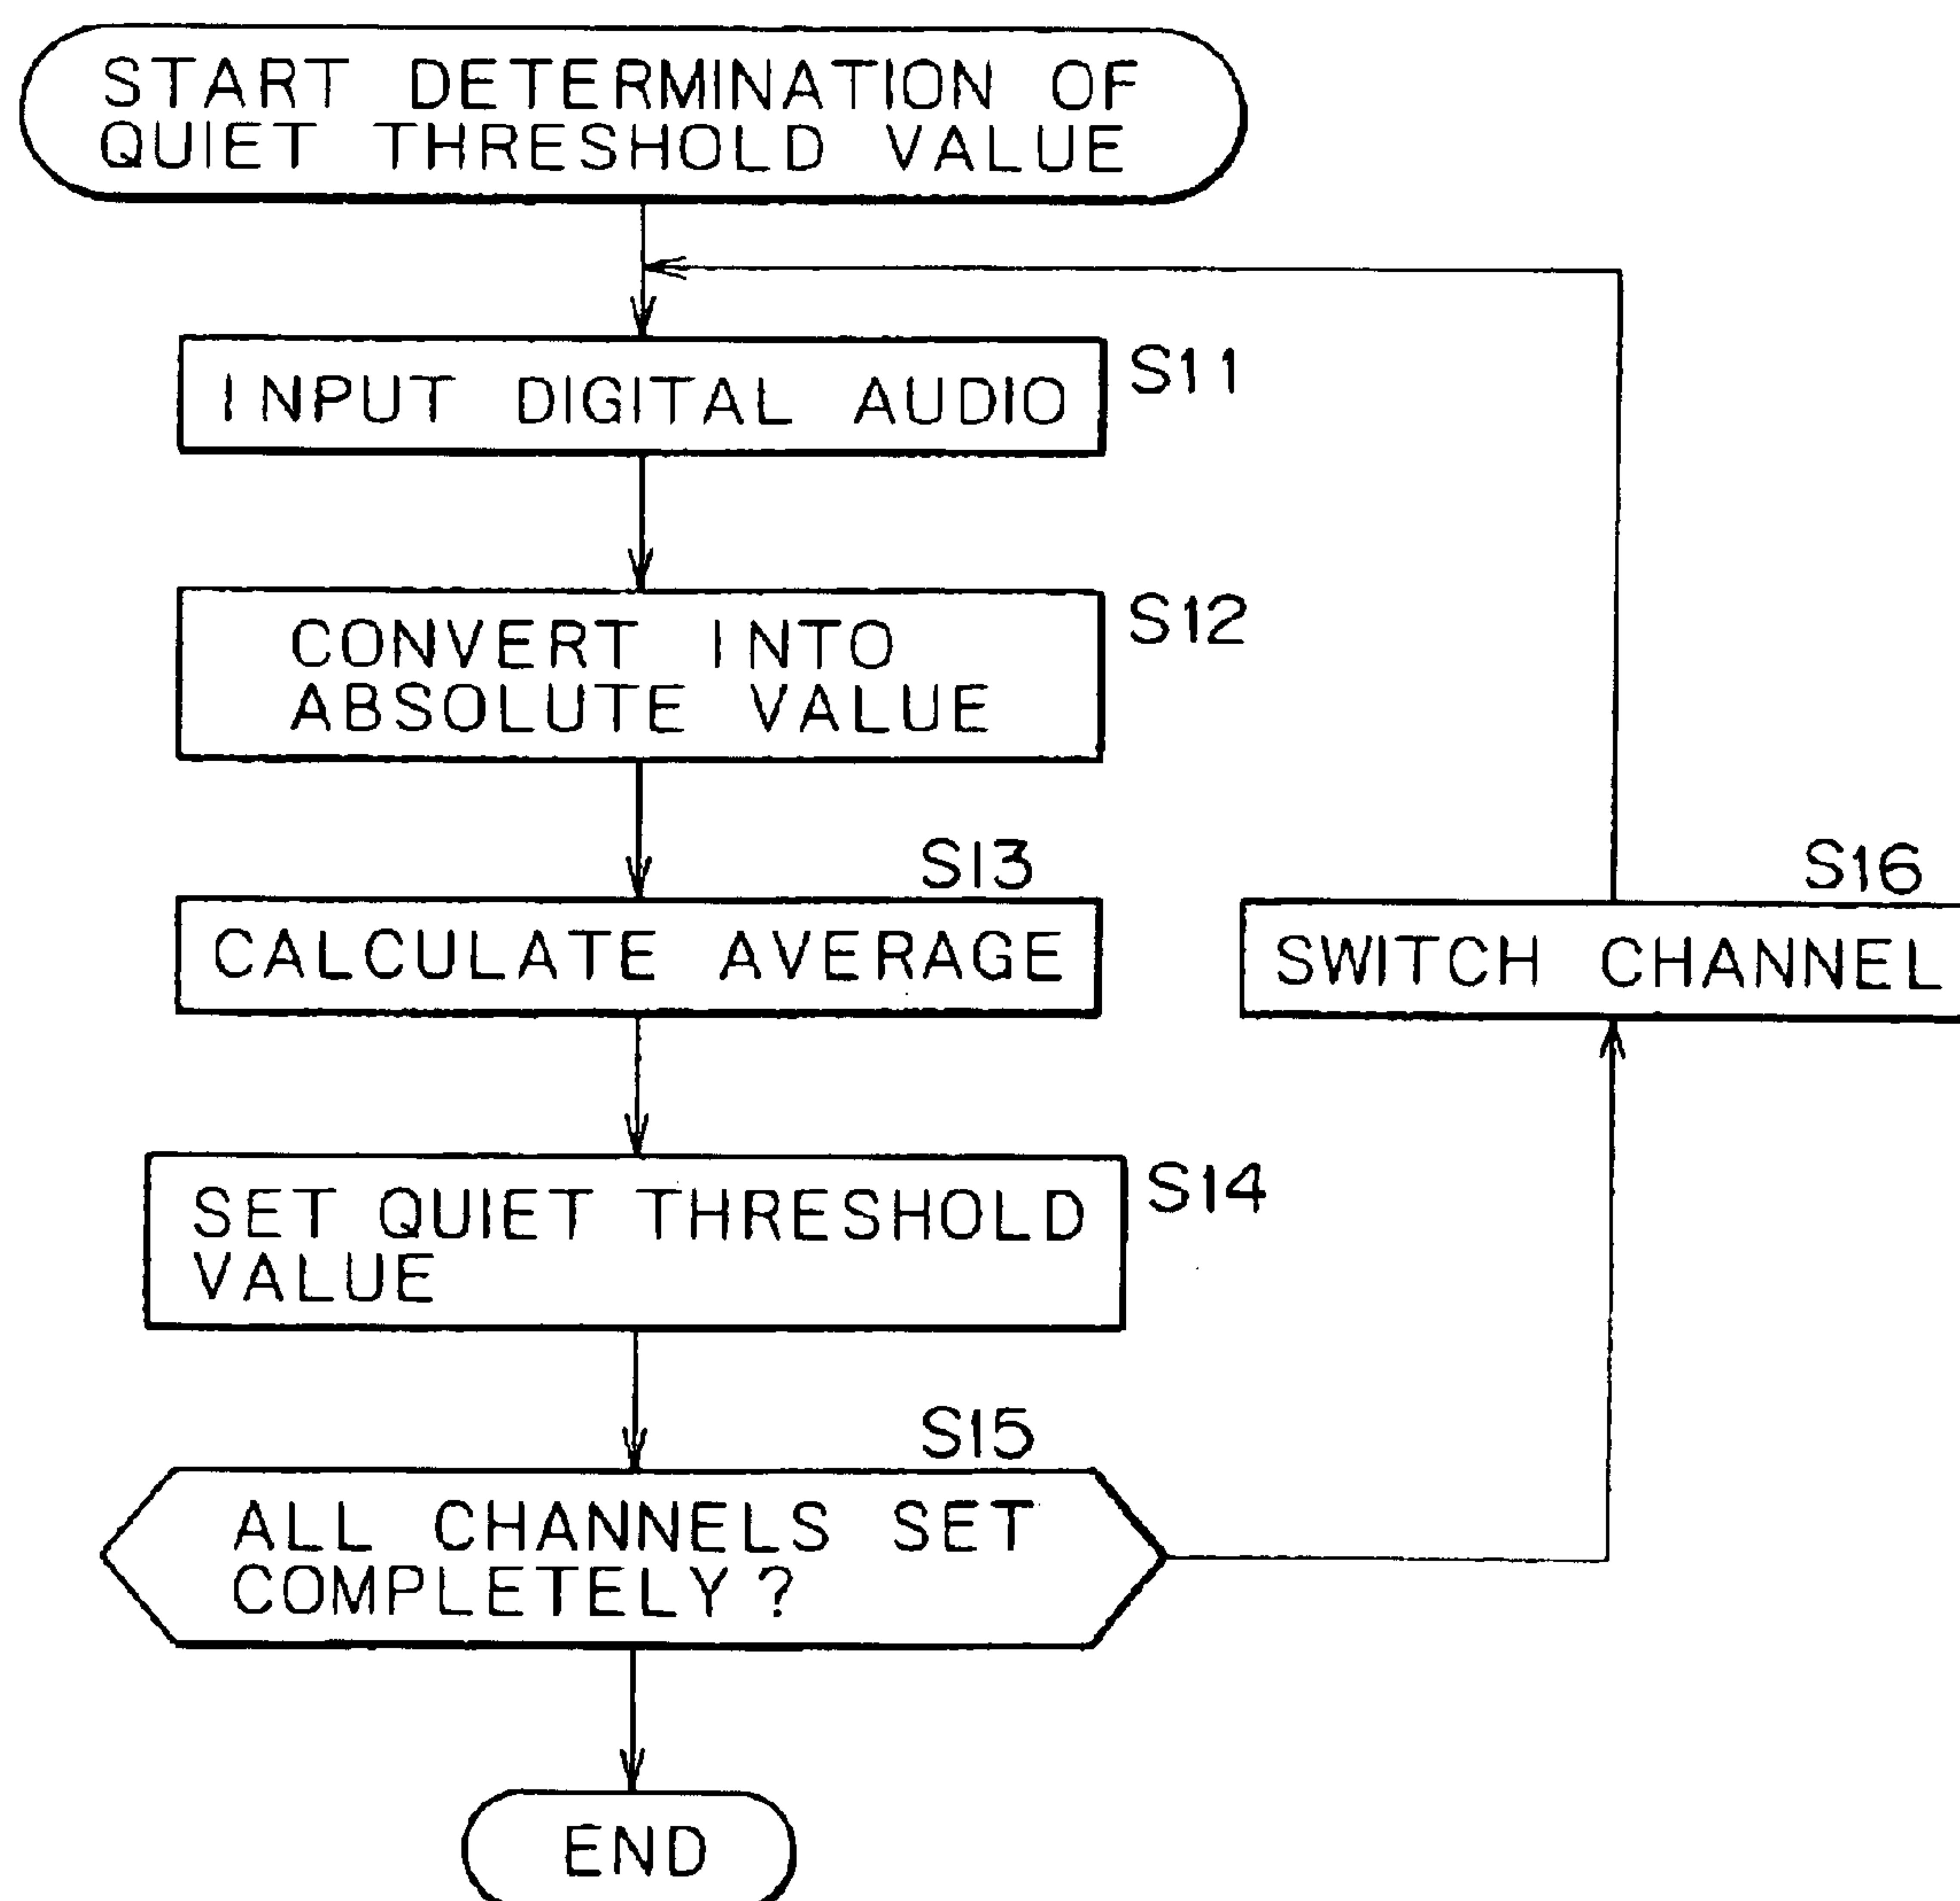 START DETERMINATION OF
QUIET THRESHOLD VALUE
INPUT DIGITAL AUDIO
S11
CONVERT INTO
ABSOLUTE VALUE
S12
S13
CALCULATE AVERAGE
S16
SWITCH CHANNEL
SET QUIET THRESHOLD
VALUE
S14
S15
ALL CHANNELS SET
COMPLETELY?
END